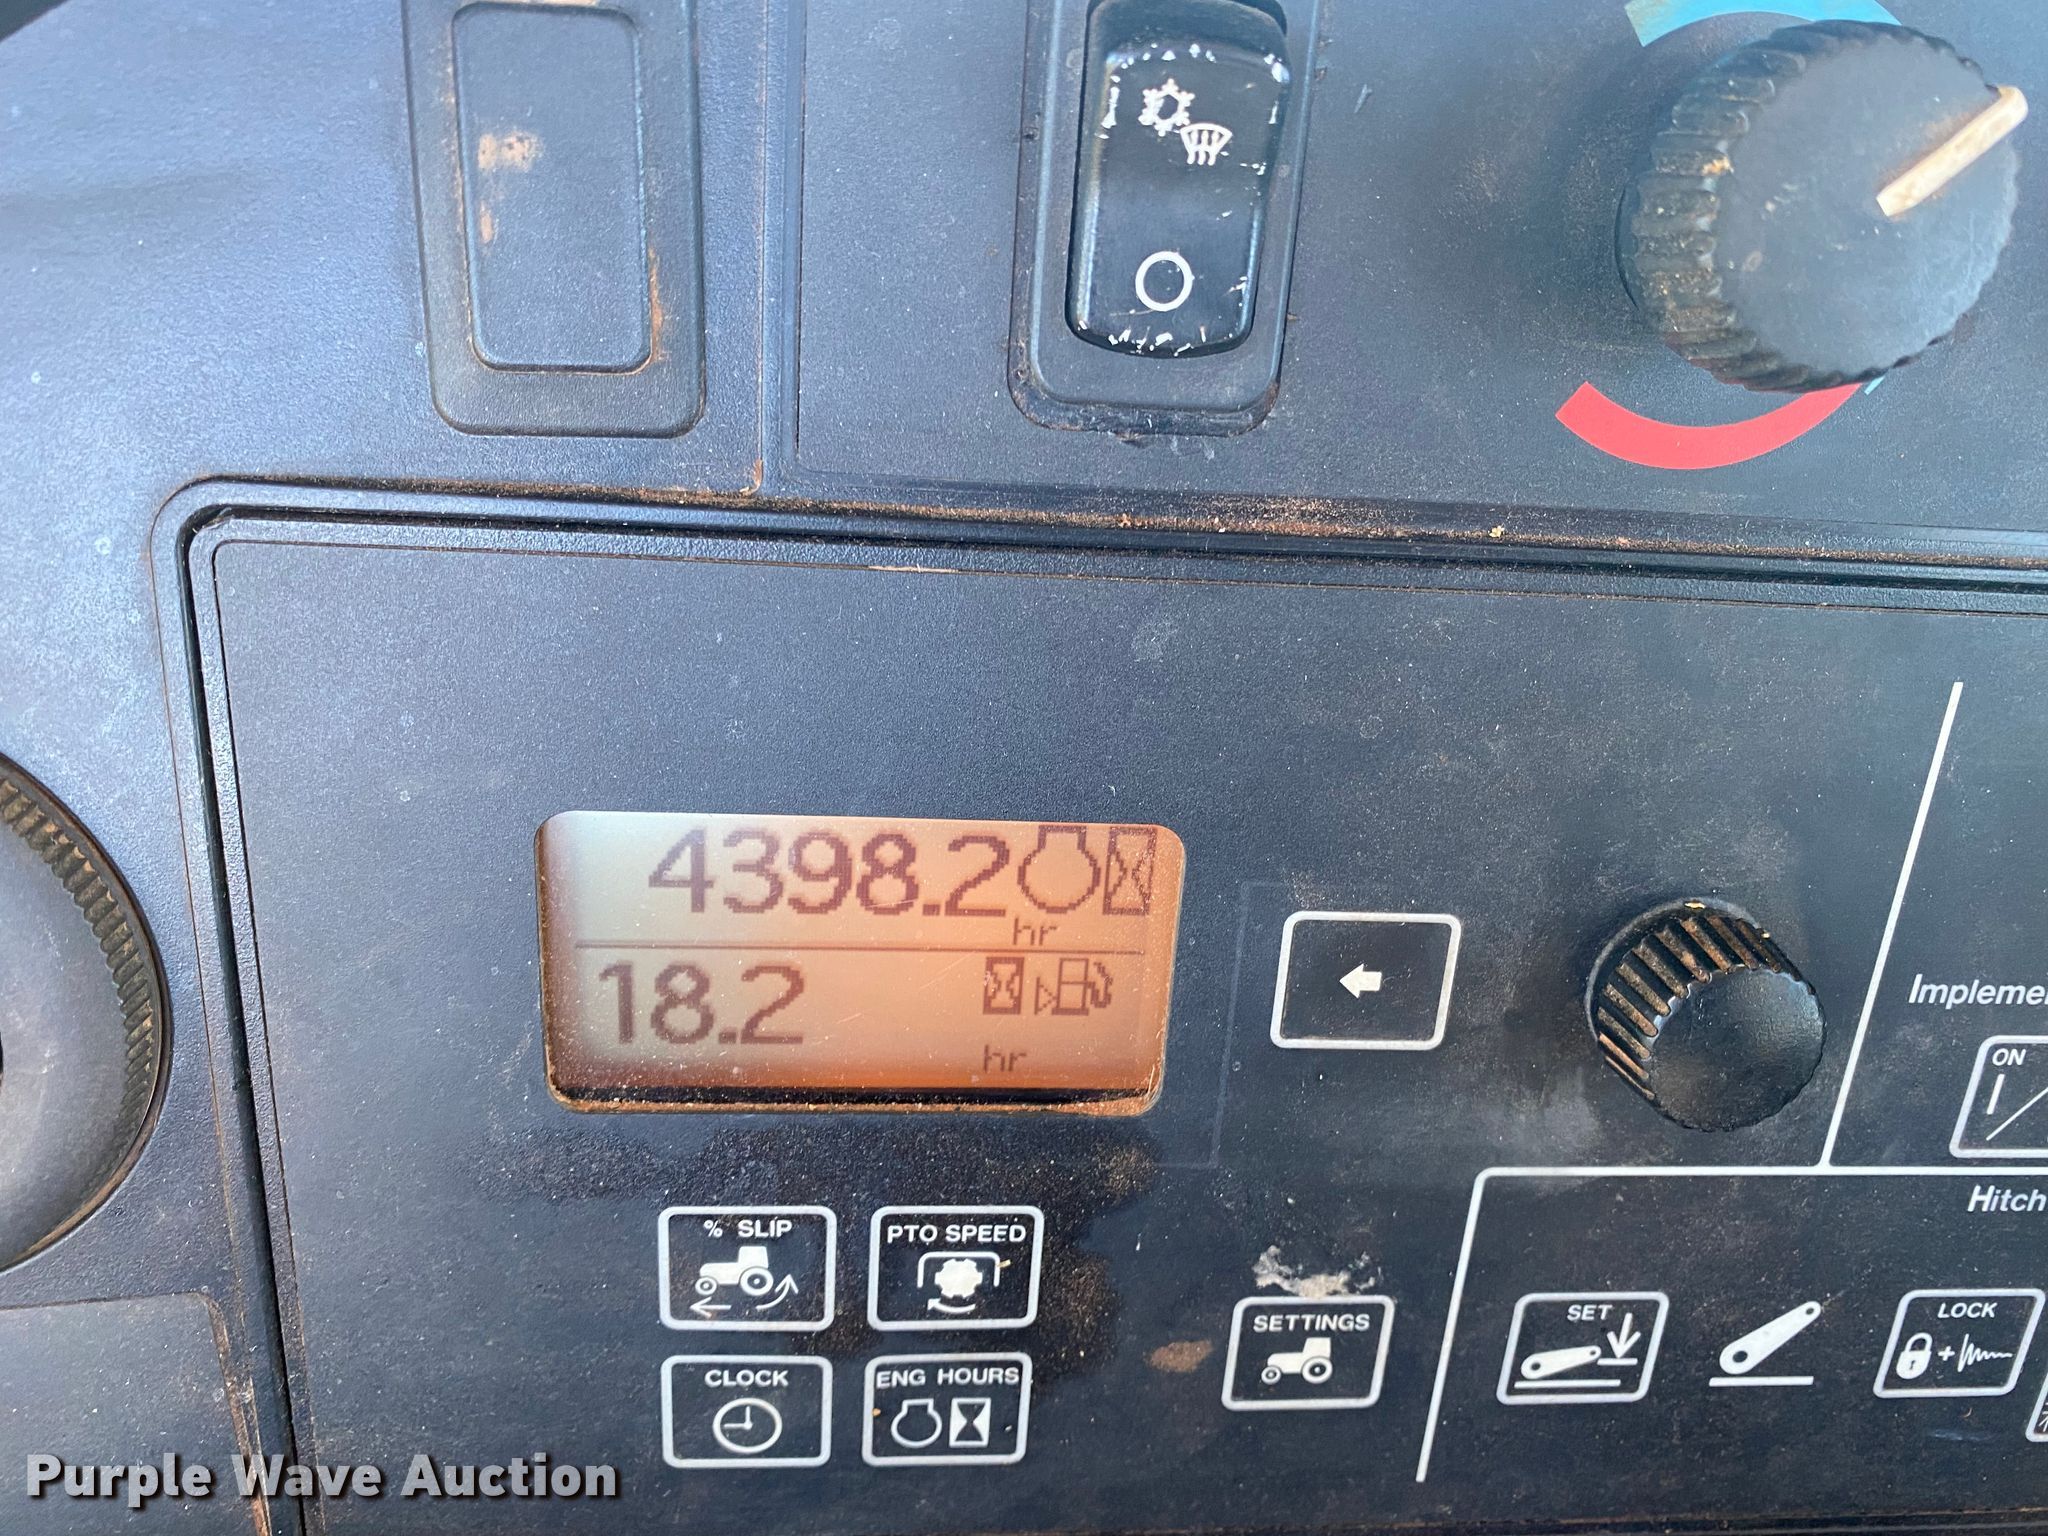 4398.2
hr
18.2
hr
Implemen
ON
Hitch
% SLIP
PTO SPEED
SETTINGS
SET
LOCK
+
CLOCK
ENG HOURS
Purple Wave Auction